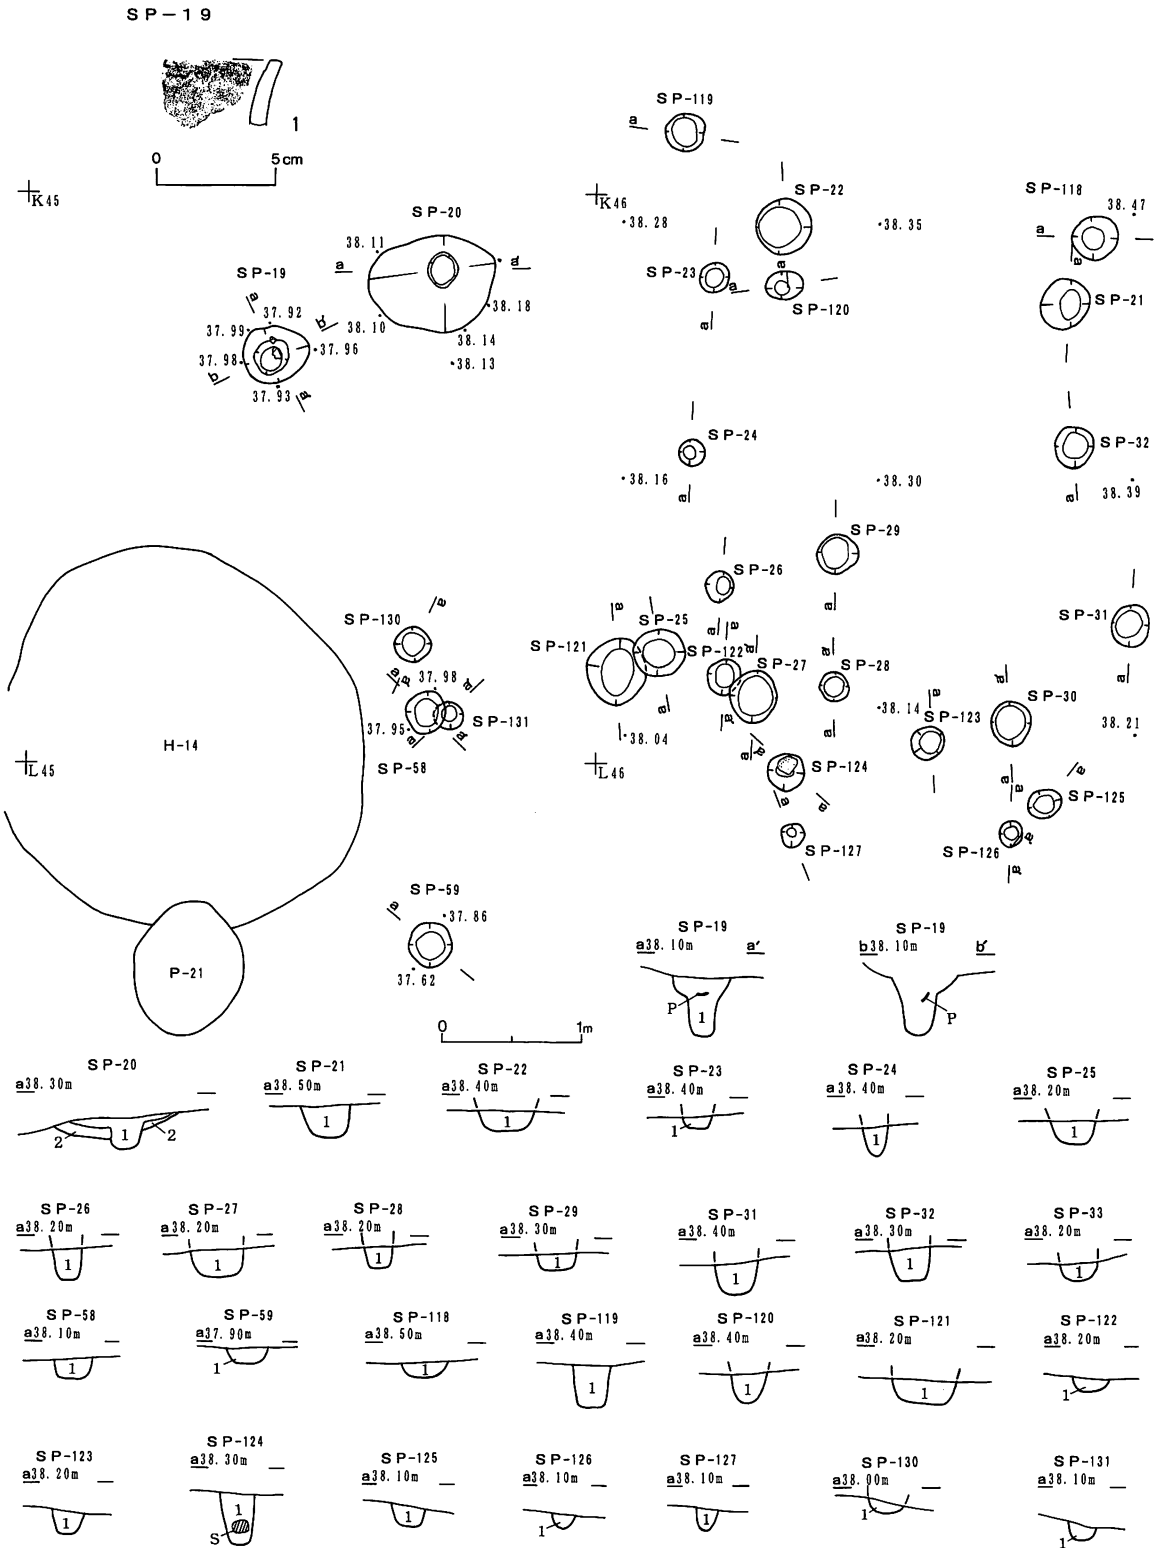 SP-19
1
0 5cm
K45
K46
SP-119
a
SP-22
SP-118
38.47
SP-20
38.28
38.35
38.11
a a'
SP-23
a
a
SP-21
SP-19
a
37.92
b'
38.18
a
SP-120
37.99
38.10
38.14
a
37.96
37.98
38.13
b
37.93
a'
SP-24
SP-32
38.16
38.30
a
a
38.39
SP-29
SP-26
a
SP-130
a
SP-121
a
SP-25
a
SP-31
SP-122
SP-27
SP-28
37.98
a'
a
SP-30
38.14
SP-123
37.95
SP-131
38.21
H-14
SP-58
38.04
L45
L46
SP-124
SP-125
SP-127
SP-126
SP-59
a
37.86
P-21
37.62
0 1m
SP-19
a38.10m a'
P
1
SP-19
b38.10m b'
P
SP-20
a38.30m
2 1 2
SP-21
a38.50m
1
SP-22
a38.40m
1
SP-23
a38.40m
1
SP-24
a38.40m
1
SP-25
a38.20m
1
SP-26
a38.20m
1
SP-27
a38.20m
1
SP-28
a38.20m
1
SP-29
a38.30m
1
SP-31
a38.40m
1
SP-32
a38.30m
1
SP-33
a38.20m
1
SP-58
a38.10m
1
SP-59
a37.90m
1
SP-118
a38.50m
1
SP-119
a38.40m
1
SP-120
a38.40m
1
SP-121
a38.20m
1
SP-122
a38.20m
1
SP-123
a38.20m
1
SP-124
a38.30m
1
S
SP-125
a38.10m
1
SP-126
a38.10m
1
SP-127
a38.10m
1
SP-130
a38.00m
1
SP-131
a38.10m
1